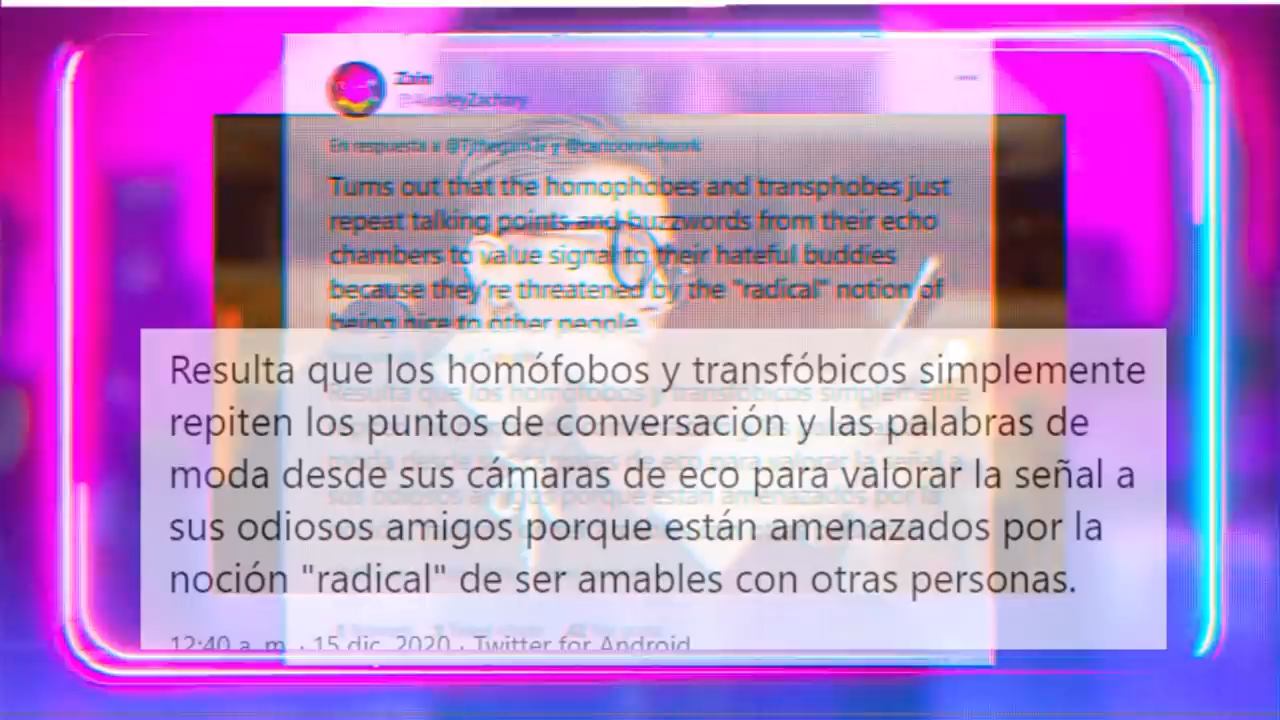 Zain
En respuesta a @Tjthegam3r y @cartoonnetwork
Turns out that the homophobes and transphobes just
repeat talking points and buzzwords from their echo
chambers to value signal to their hateful buddies
because they're threatened by the "radical" notion of
being nice to other people.
Resulta que los homófobos y transfóbicos simplemente
repiten los puntos de conversación y las palabras de
moda desde sus cámaras de eco para valorar la señal a
sus odiosos amigos porque están amenazados por la
noción "radical" de ser amables con otras personas.
12:40 a. m. · 15 dic. 2020 · Twitter for Android